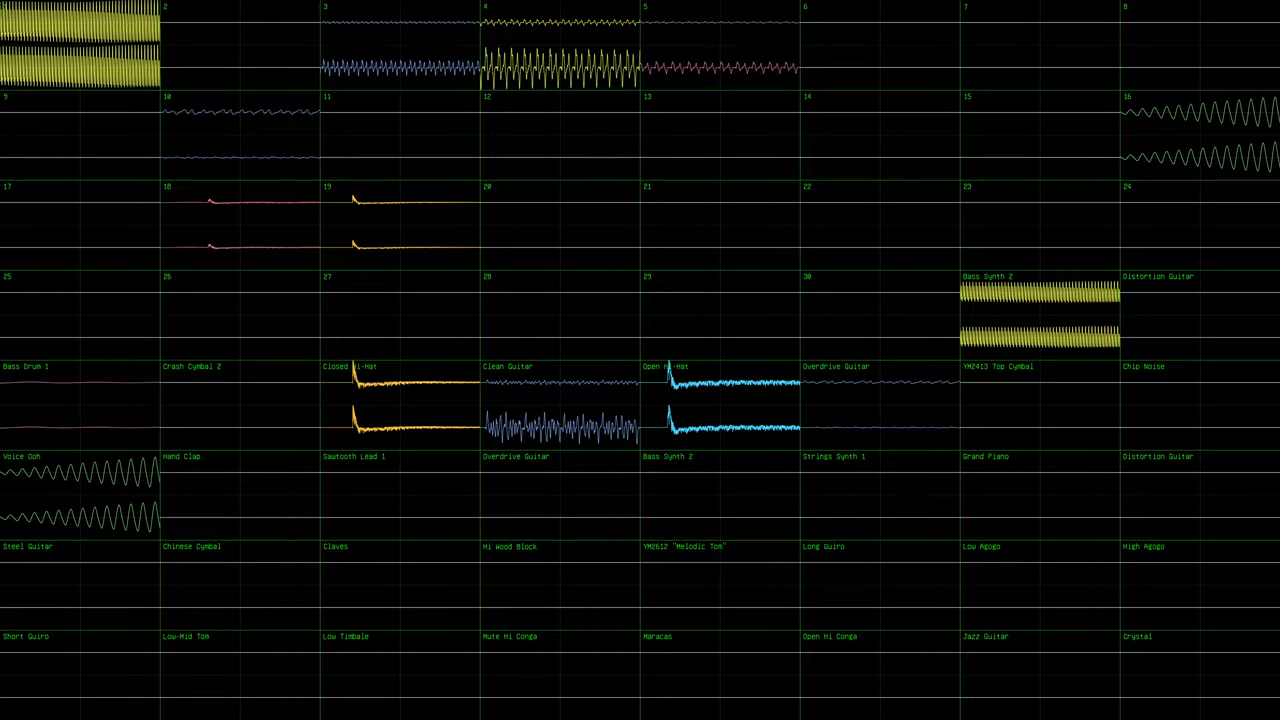 1 2 3 4 5 6 7 8
9 10 11 12 13 14 15 16
17 18 19 20 21 22 23 24
25 26 27 28 29 30 Bass Synth 2 Distortion Guitar
Bass Drum 1 Crash Cymbal 2 Closed Hi-Hat Clean Guitar Open Hi-Hat Overdrive Guitar YM2413 Top Cymbal Chip Noise
Voice Ooh Hand Clap Sawtooth Lead 1 Overdrive Guitar Bass Synth 2 Strings Synth 1 Grand Piano Distortion Guitar
Steel Guitar Chinese Cymbal Claves Hi Wood Block YM2612 "Melodic Tom" Long Guiro Low Agogo High Agogo
Short Guiro Low-Mid Tom Low Timbale Mute Hi Conga Maracas Open Hi Conga Jazz Guitar Crystal